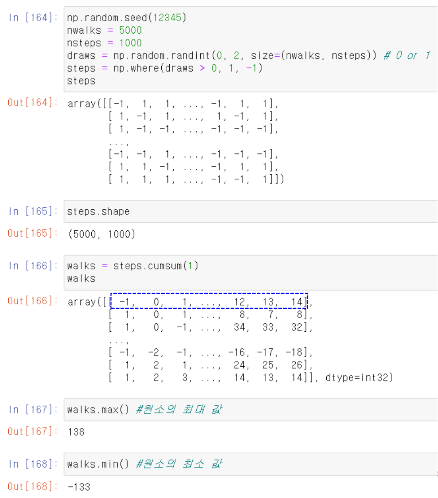 In [164]: np.random.seed(12345)
nwalks = 5000
nsteps = 1000
draws = np.random.randint(0, 2, size=(nwalks, nsteps)) # 0 or 1
steps = np.where(draws > 0, 1, -1)
steps
Out[164]: array([[-1, 1, 1, ..., -1, 1, 1],
[ 1, -1, 1, ..., 1, -1, 1],
[ 1, -1, -1, ..., -1, -1, -1],
...,
[-1, -1, 1, ..., -1, -1, -1],
[ 1, 1, -1, ..., -1, 1, 1],
[ 1, 1, 1, ..., -1, -1, 1]])
In [165]: steps.shape
Out[165]: (5000, 1000)
In [166]: walks = steps.cumsum(1)
walks
Out[166]: array([[ -1, 0, 1, ..., 12, 13, 14],
[ 1, 0, 1, ..., 8, 7, 8],
[ 1, 0, -1, ..., 34, 33, 32],
...,
[ -1, -2, -1, ..., -16, -17, -18],
[ 1, 2, 1, ..., 24, 25, 26],
[ 1, 2, 3, ..., 14, 13, 14]], dtype=int32)
In [167]: walks.max() #원소의 최대 값
Out[167]: 138
In [168]: walks.min() #원소의 최소 값
Out[168]: -133